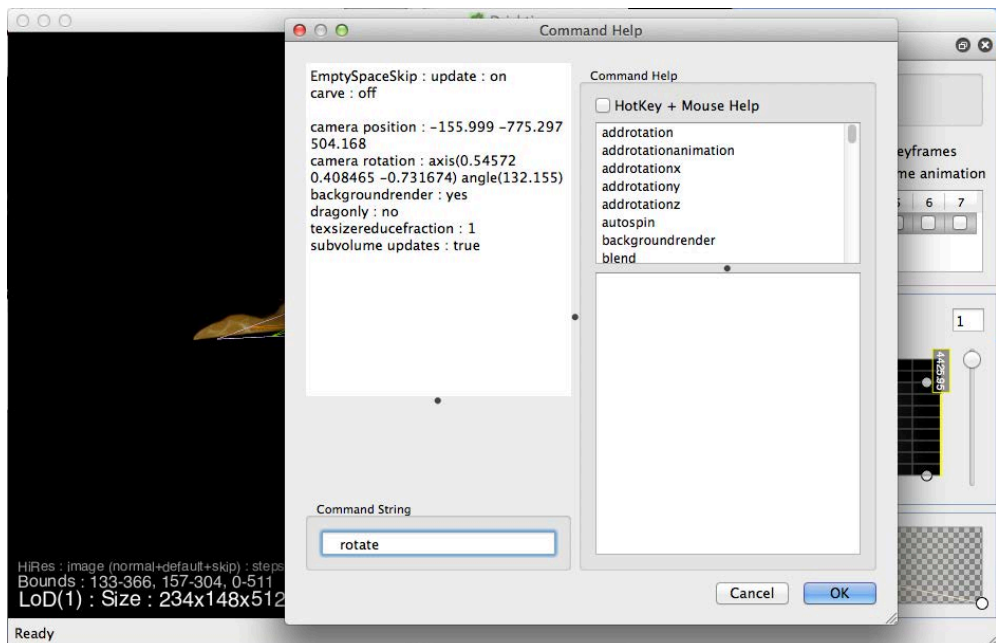 Command Help
EmptySpaceSkip : update : on
carve : off
camera position : -155.999 -775.297
504.168
camera rotation : axis(0.54572
0.408465 -0.731674) angle(132.155)
backgroundrender : yes
dragonly : no
texsizereducefraction : 1
subvolume updates : true
Command String
rotate
Command Help
HotKey + Mouse Help
addrotation
addrotationanimation
addrotationx
addrotationy
addrotationz
autospin
backgroundrender
blend
Cancel
OK
eyframes
me animation
6 7
1
HiRes : image (normal+default+skip) : steps
Bounds : 133-366, 157-304, 0-511
LoD(1) : Size : 234x148x512
Ready